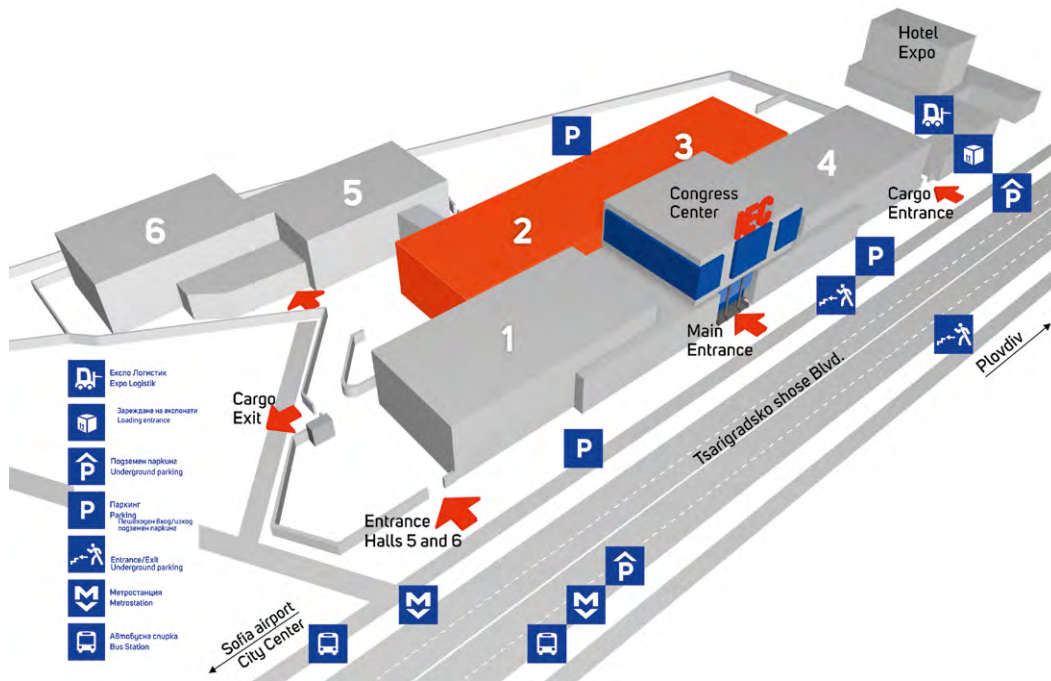 Hotel
Expo
P
3
4
5
Congress
Center
IEC
Cargo
Entrance
P
6
2
P
1
Main
Entrance
Plovdiv
Tsarigradsko shose Blvd.
Експо Логистик
Expo Logistik
Cargo
Exit
Зареждане на експонати
Loading entrance
P
P
Подземен паркинг
Underground parking
P
Паркинг
Parking
Пешеходен вход/изход
подземен паркинг
Entrance
Halls 5 and 6
Entrance/Exit
Underground parking
P
M
Метростанция
Metrostation
M
M
Автобусна спирка
Bus Station
Sofia airport
City Center